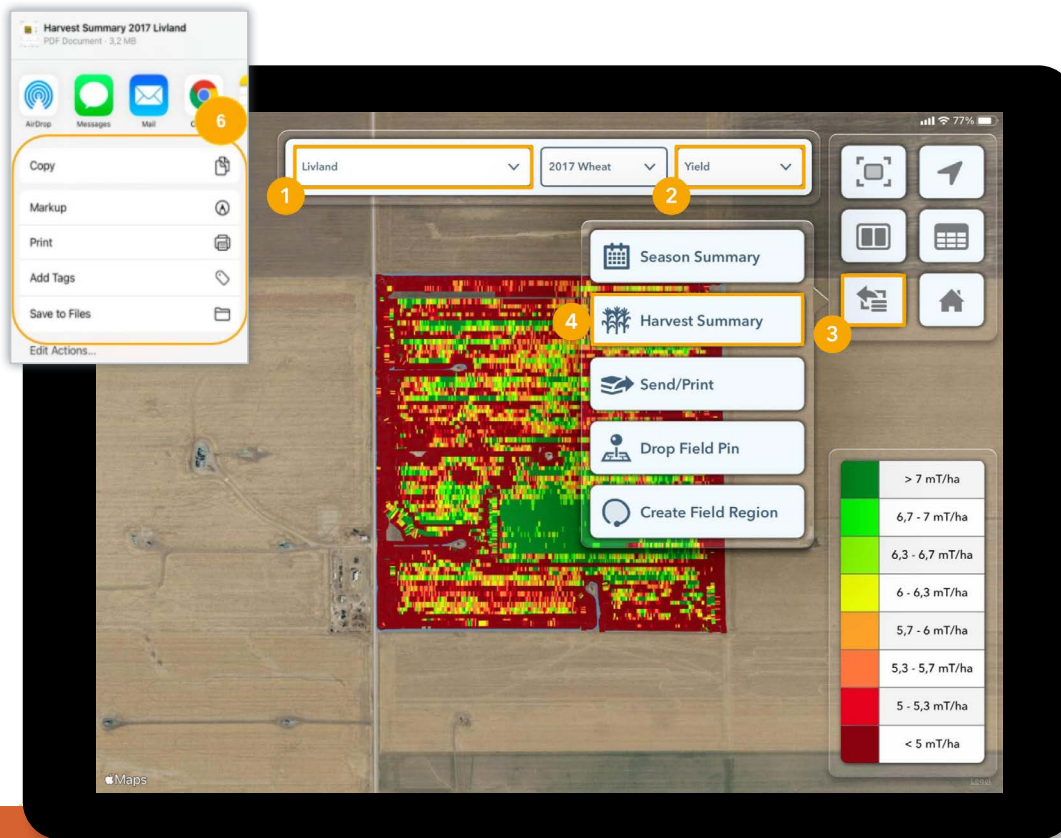 Harvest Summary 2017 Livland
PDF Document · 3,2 MB
AirDrop
Messages
Mail
6
Copy
Markup
Print
Add Tags
Save to Files
Edit Actions...
77%
Livland
2017 Wheat
Yield
1
2
Season Summary
4
Harvest Summary
3
Send/Print
Drop Field Pin
Create Field Region
> 7 mT/ha
6,7 - 7 mT/ha
6,3 - 6,7 mT/ha
6 - 6,3 mT/ha
5,7 - 6 mT/ha
5,3 - 5,7 mT/ha
5 - 5,3 mT/ha
< 5 mT/ha
Maps
Legal